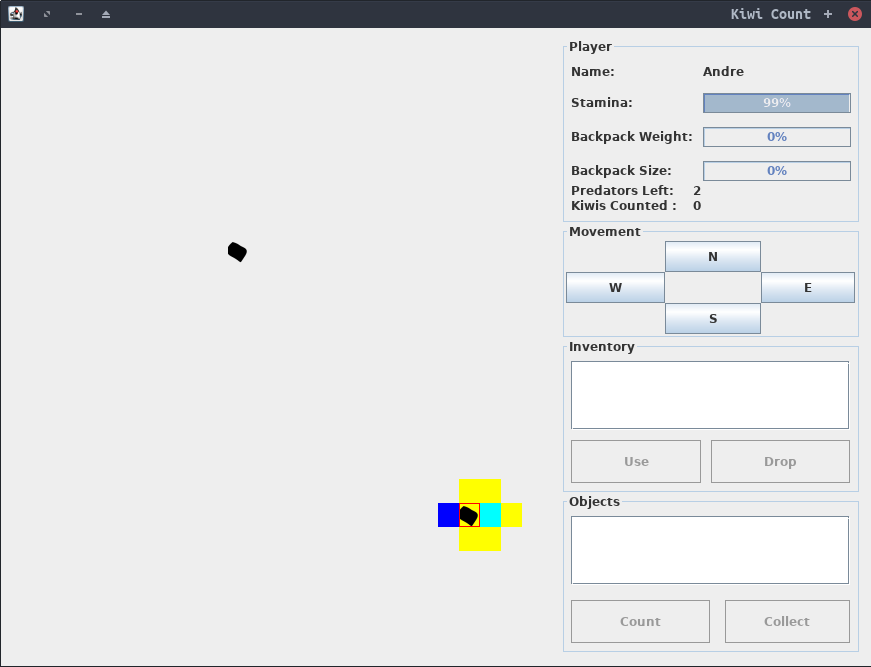 Kiwi Count
Player
Name: Andre
Stamina: 99%
Backpack Weight: 0%
Backpack Size: 0%
Predators Left: 2
Kiwis Counted : 0
Movement
N
W E
S
Inventory
Use Drop
Objects
Count Collect